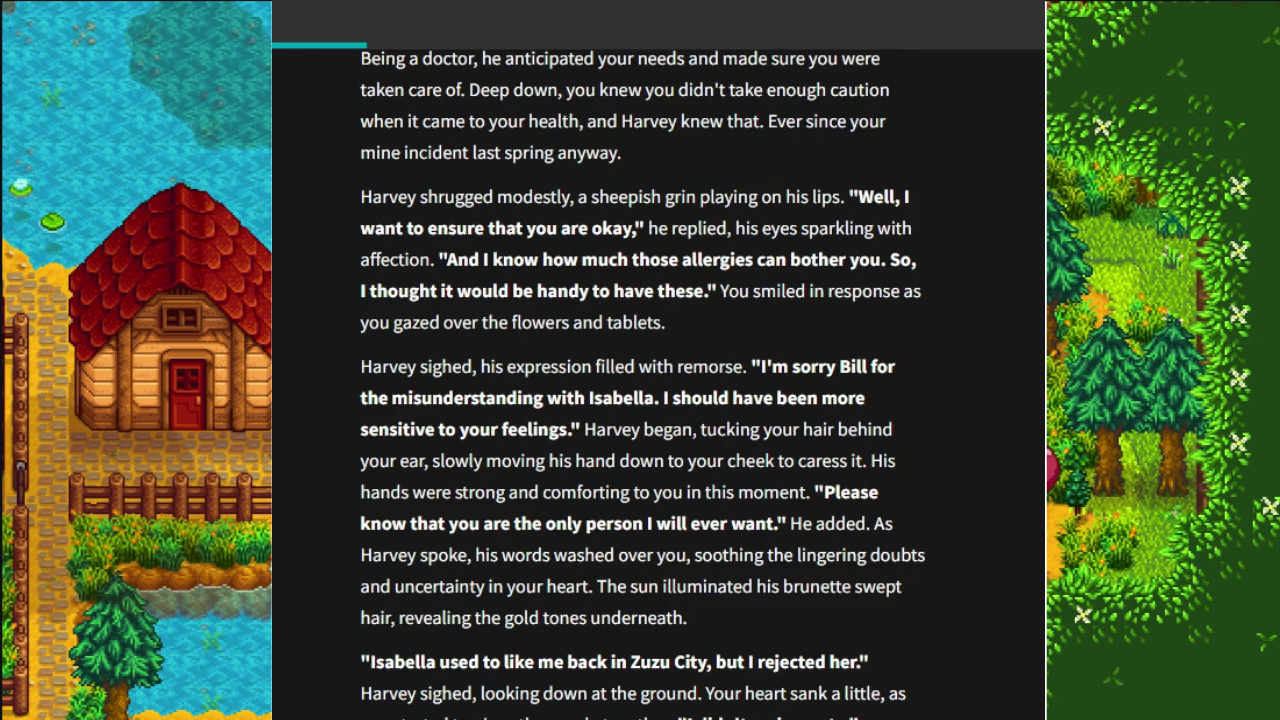 Being a doctor, he anticipated your needs and made sure you were
taken care of. Deep down, you knew you didn't take enough caution
when it came to your health, and Harvey knew that. Ever since your
mine incident last spring anyway.
Harvey shrugged modestly, a sheepish grin playing on his lips. "Well, I
want to ensure that you are okay," he replied, his eyes sparkling with
affection. "And I know how much those allergies can bother you. So,
I thought it would be handy to have these." You smiled in response as
you gazed over the flowers and tablets.
Harvey sighed, his expression filled with remorse. "I'm sorry Bill for
the misunderstanding with Isabella. I should have been more
sensitive to your feelings." Harvey began, tucking your hair behind
your ear, slowly moving his hand down to your cheek to caress it. His
hands were strong and comforting to you in this moment. "Please
know that you are the only person I will ever want." He added. As
Harvey spoke, his words washed over you, soothing the lingering doubts
and uncertainty in your heart. The sun illuminated his brunette swept
hair, revealing the gold tones underneath.
"Isabella used to like me back in Zuzu City, but I rejected her."
Harvey sighed, looking down at the ground. Your heart sank a little, as